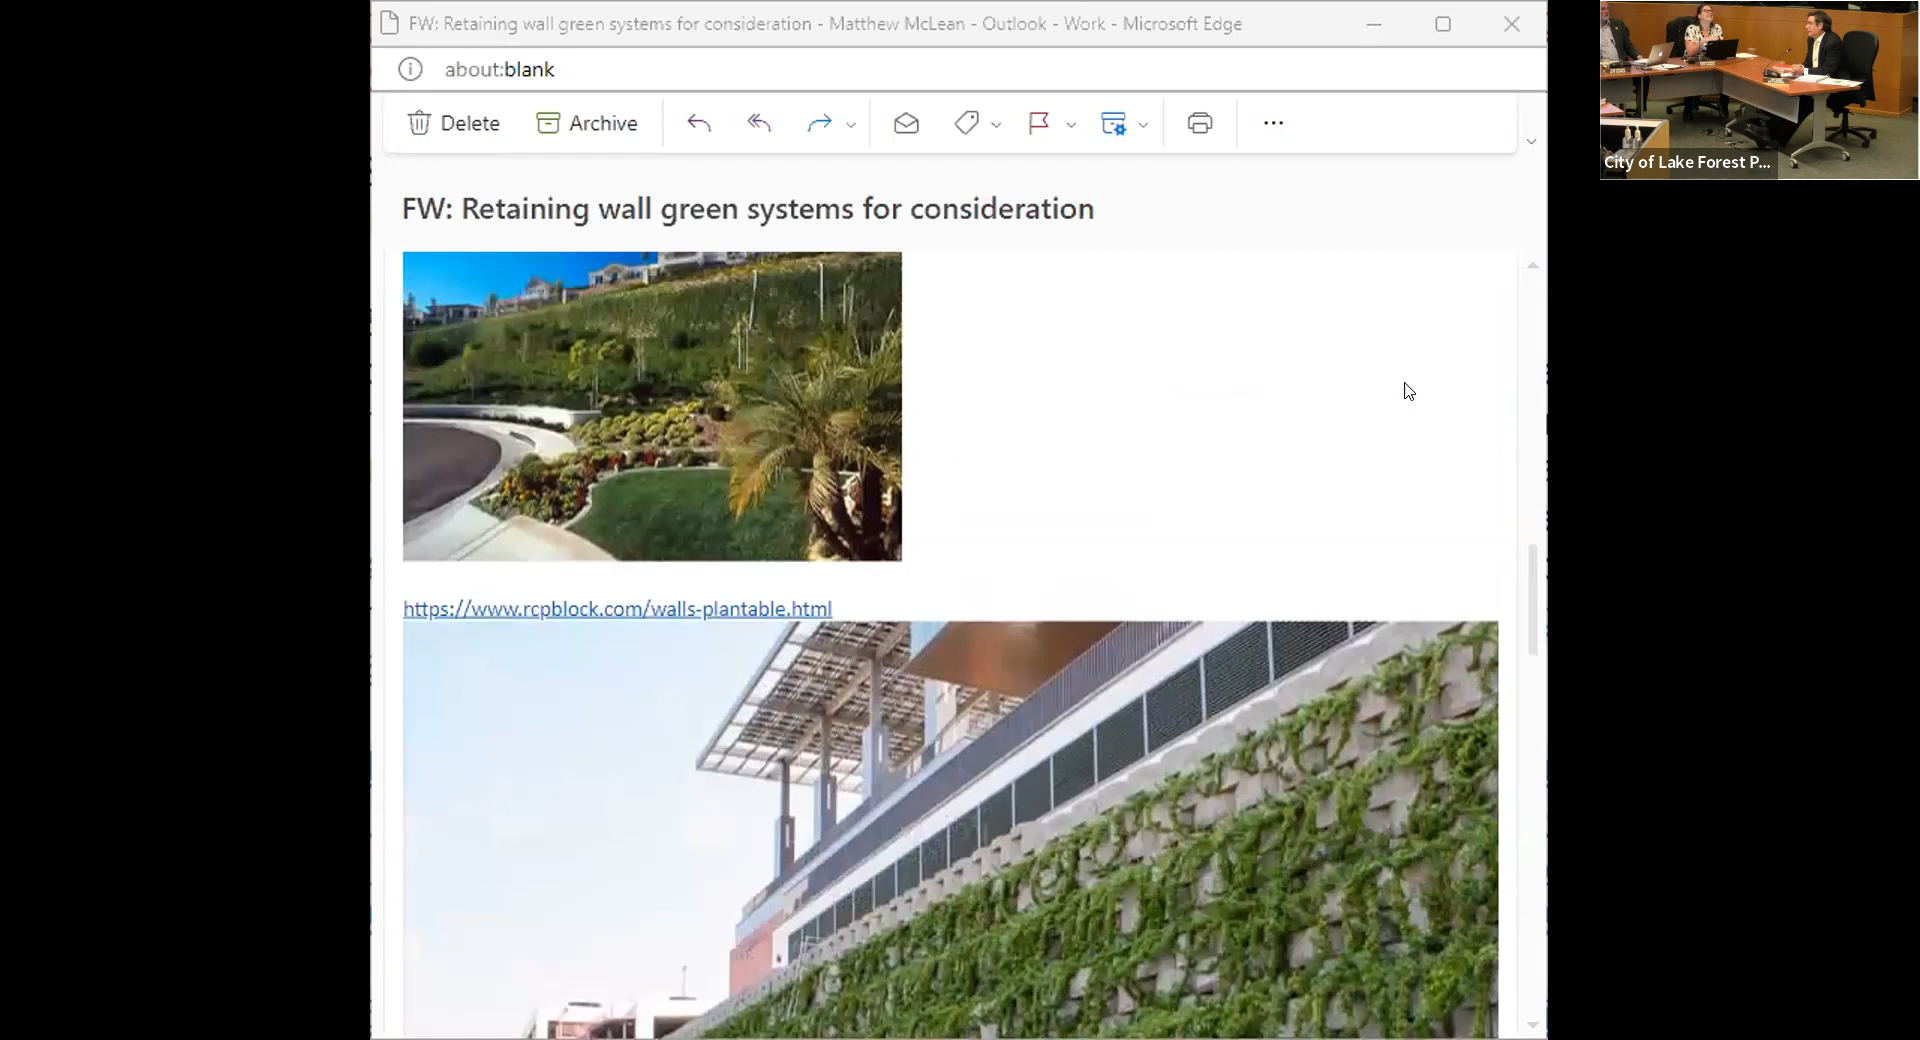 FW: Retaining wall green systems for consideration - Matthew McLean - Outlook - Work - Microsoft Edge
about:blank
Delete
Archive
FW: Retaining wall green systems for consideration
https://www.rcpblock.com/walls-plantable.html
City of Lake Forest P...